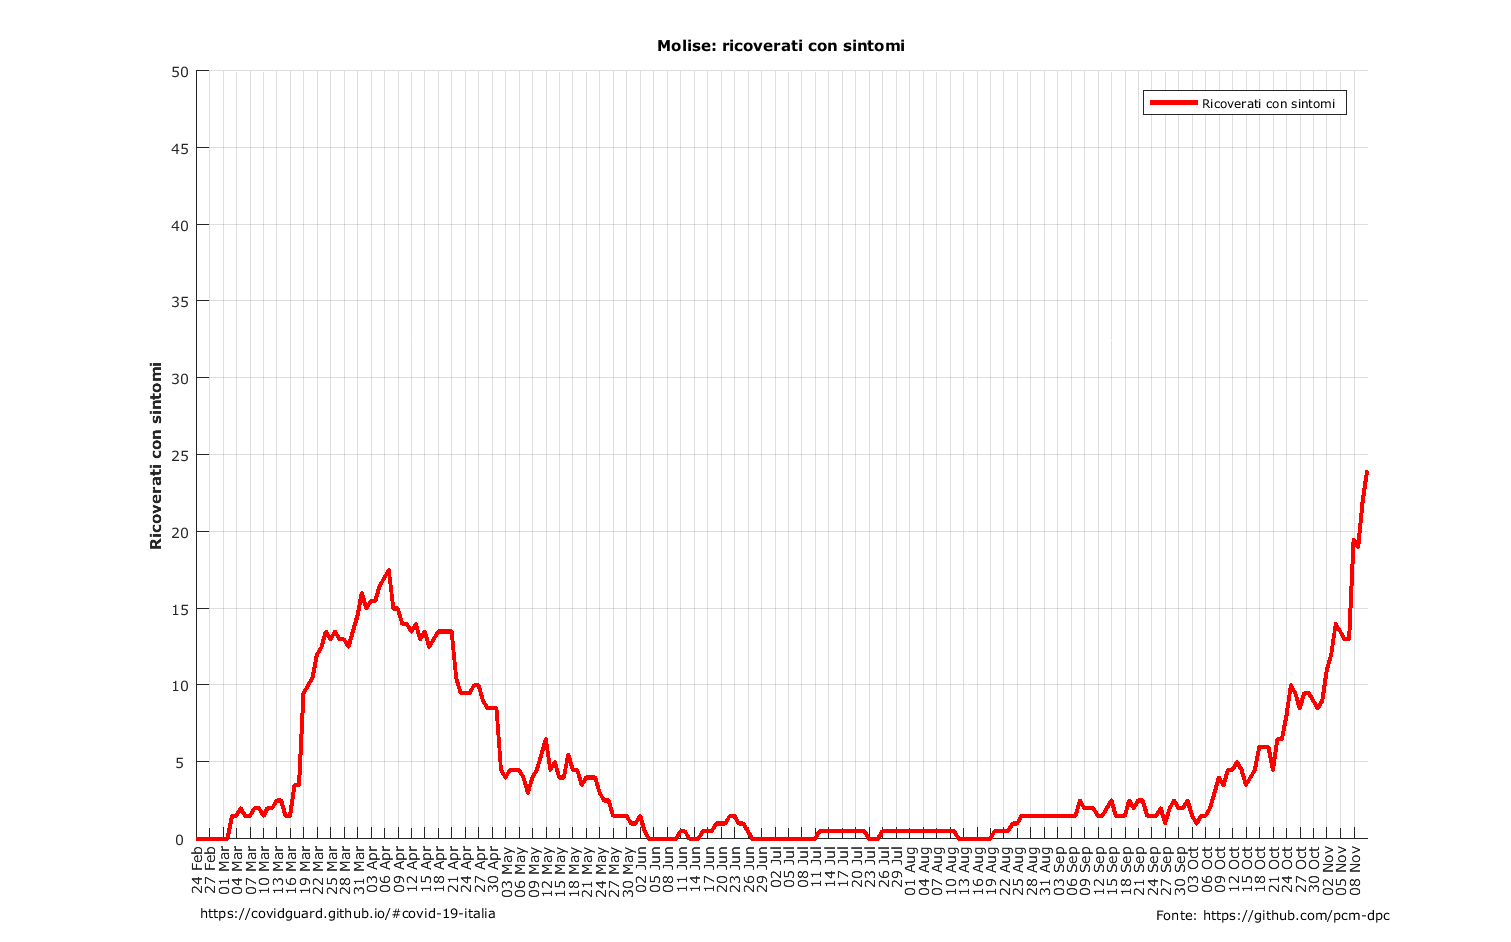 Molise: ricoverati con sintomi
Ricoverati con sintomi
Ricoverati con sintomi
50
45
40
35
30
25
20
15
10
5
0
24 Feb
27 Feb
01 Mar
04 Mar
07 Mar
10 Mar
13 Mar
16 Mar
19 Mar
22 Mar
25 Mar
28 Mar
31 Mar
03 Apr
06 Apr
09 Apr
12 Apr
15 Apr
18 Apr
21 Apr
24 Apr
27 Apr
30 Apr
03 May
06 May
09 May
12 May
15 May
18 May
21 May
24 May
27 May
30 May
02 Jun
05 Jun
08 Jun
11 Jun
14 Jun
17 Jun
20 Jun
23 Jun
26 Jun
29 Jun
02 Jul
05 Jul
08 Jul
11 Jul
14 Jul
17 Jul
20 Jul
23 Jul
26 Jul
29 Jul
01 Aug
04 Aug
07 Aug
10 Aug
13 Aug
16 Aug
19 Aug
22 Aug
25 Aug
28 Aug
31 Aug
03 Sep
06 Sep
09 Sep
12 Sep
15 Sep
18 Sep
21 Sep
24 Sep
27 Sep
30 Sep
03 Oct
06 Oct
09 Oct
12 Oct
15 Oct
18 Oct
21 Oct
24 Oct
27 Oct
30 Oct
02 Nov
05 Nov
08 Nov
https://covidguard.github.io/#covid-19-italia
Fonte: https://github.com/pcm-dpc